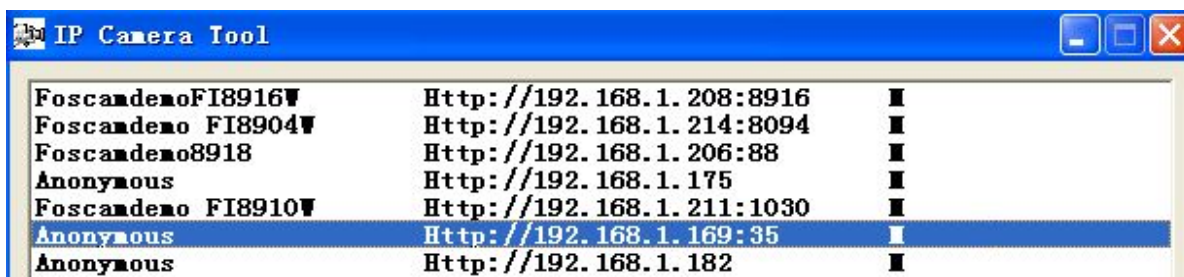 IP Camera Tool
FoscamdemoFI8916W Http://192.168.1.208:8916 M
Foscamdemo FI8904W Http://192.168.1.214:8094 M
Foscamdemo8918 Http://192.168.1.206:88 M
Anonymous Http://192.168.1.175 M
Foscamdemo FI8910W Http://192.168.1.211:1030 M
Anonymous Http://192.168.1.169:35 M
Anonymous Http://192.168.1.182 M